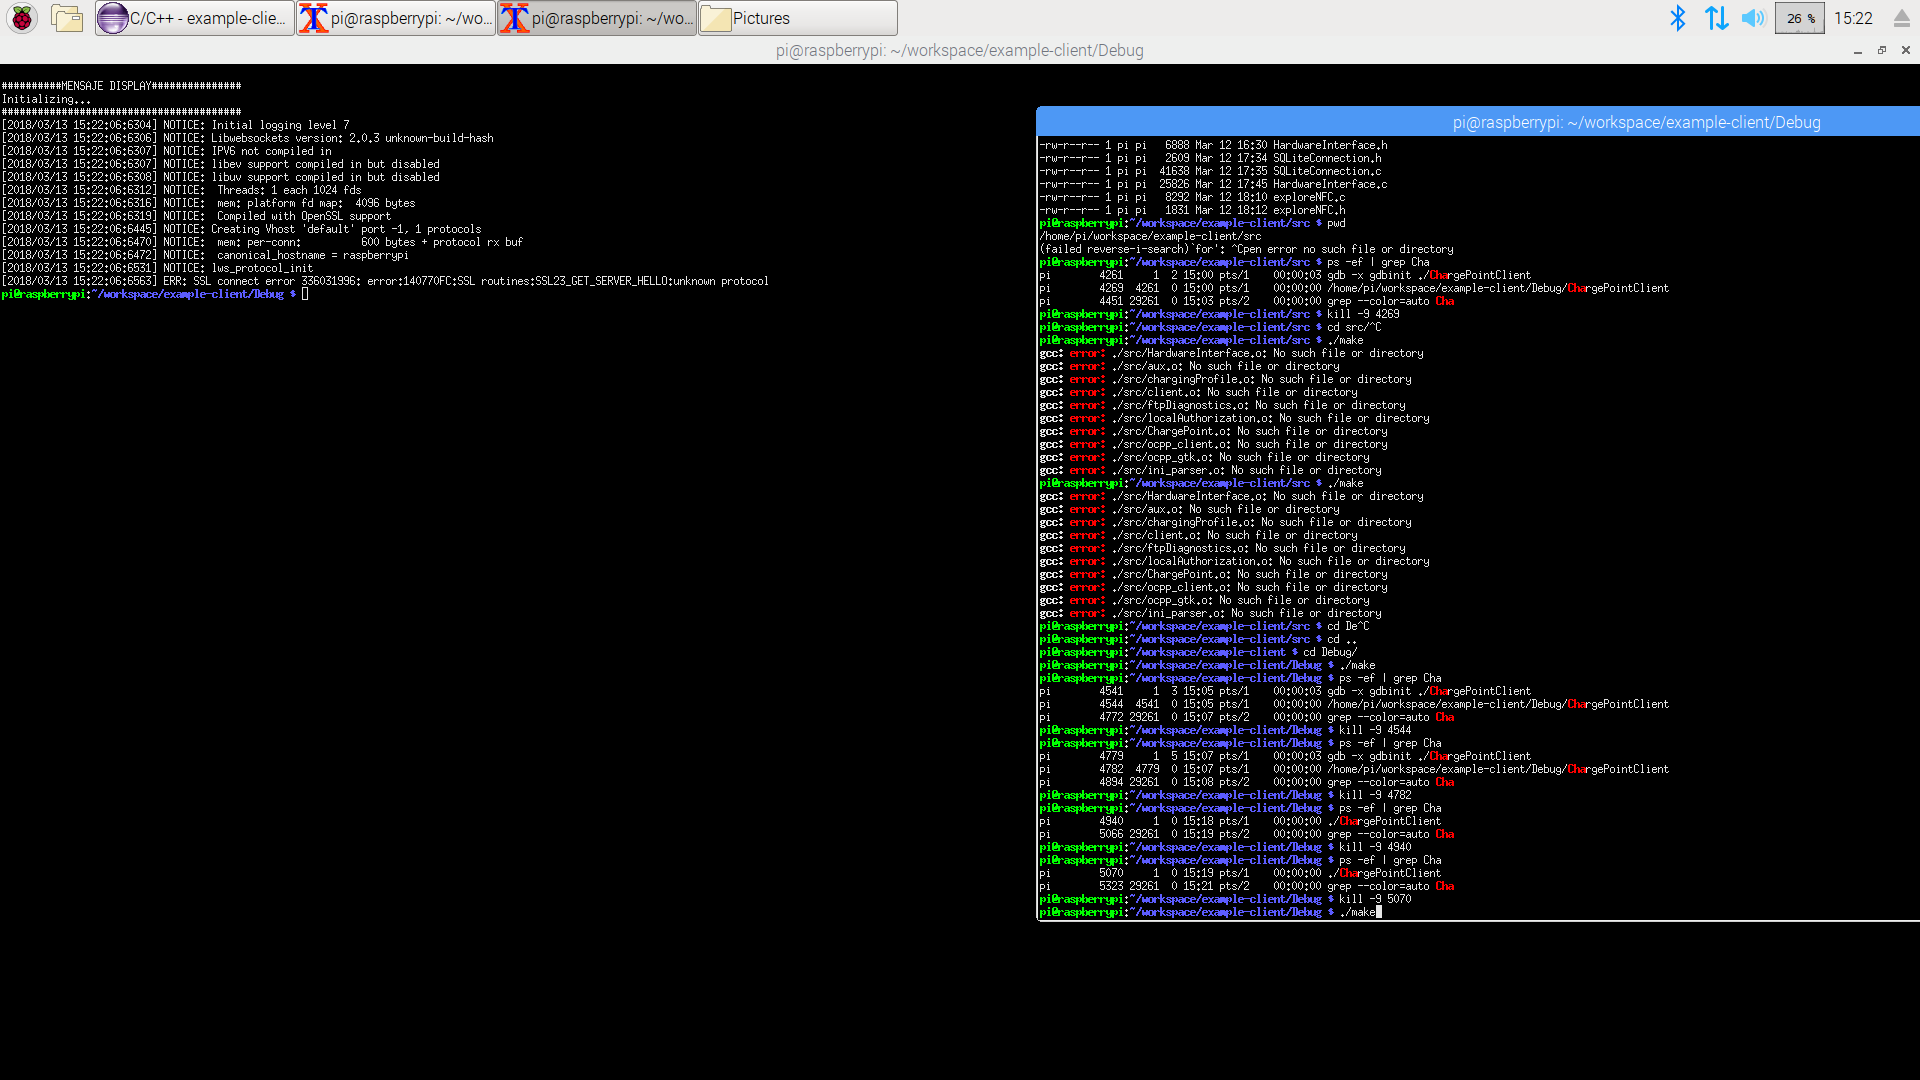 C/C++ - example-clie...
pi@raspberrypi: ~/wo...
pi@raspberrypi: ~/wo...
Pictures
26 %
15:22
pi@raspberrypi: ~/workspace/example-client/Debug
##########MENSAJE DISPLAY###############
Initializing...
########################################
[2018/03/13 15:22:06:6304] NOTICE: Initial logging level 7
[2018/03/13 15:22:06:6306] NOTICE: Libwebsockets version: 2.0.3 unknown-build-hash
[2018/03/13 15:22:06:6307] NOTICE: IPV6 not compiled in
[2018/03/13 15:22:06:6307] NOTICE: libev support compiled in but disabled
[2018/03/13 15:22:06:6308] NOTICE: libuv support compiled in but disabled
[2018/03/13 15:22:06:6312] NOTICE:  Threads: 1 each 1024 fds
[2018/03/13 15:22:06:6316] NOTICE:  mem: platform fd map:  4096 bytes
[2018/03/13 15:22:06:6319] NOTICE:  Compiled with OpenSSL support
[2018/03/13 15:22:06:6445] NOTICE: Creating Vhost 'default' port -1, 1 protocols
[2018/03/13 15:22:06:6470] NOTICE:  mem: per-conn:          600 bytes + protocol rx buf
[2018/03/13 15:22:06:6472] NOTICE:  canonical_hostname = raspberrypi
[2018/03/13 15:22:06:6531] NOTICE: lws_protocol_init
[2018/03/13 15:22:06:6563] ERR: SSL connect error 336031996: error:140770FC:SSL routines:SSL23_GET_SERVER_HELLO:unknown protocol
pi@raspberrypi:~/workspace/example-client/Debug $
pi@raspberrypi: ~/workspace/example-client/Debug
-rw-r--r-- 1 pi pi   6888 Mar 12 16:30 HardwareInterface.h
-rw-r--r-- 1 pi pi   2609 Mar 12 17:34 SQLiteConnection.h
-rw-r--r-- 1 pi pi  41638 Mar 12 17:35 SQLiteConnection.c
-rw-r--r-- 1 pi pi  25826 Mar 12 17:45 HardwareInterface.c
-rw-r--r-- 1 pi pi   8292 Mar 12 18:10 exploreNFC.c
-rw-r--r-- 1 pi pi   1831 Mar 12 18:12 exploreNFC.h
pi@raspberrypi:~/workspace/example-client/src $ pwd
/home/pi/workspace/example-client/src
(failed reverse-i-search)`for': ^Cpen error no such file or directory
pi@raspberrypi:~/workspace/example-client/src $ ps -ef | grep Cha
pi        4261     1  2 15:00 pts/1    00:00:03 gdb -x gdbinit ./ChargePointClient
pi        4269  4261  0 15:00 pts/1    00:00:00 /home/pi/workspace/example-client/Debug/ChargePointClient
pi        4451 29261  0 15:03 pts/2    00:00:00 grep --color=auto Cha
pi@raspberrypi:~/workspace/example-client/src $ kill -9 4269
pi@raspberrypi:~/workspace/example-client/src $ cd src/^C
pi@raspberrypi:~/workspace/example-client/src $ ./make
gcc: error: ./src/HardwareInterface.o: No such file or directory
gcc: error: ./src/aux.o: No such file or directory
gcc: error: ./src/chargingProfile.o: No such file or directory
gcc: error: ./src/client.o: No such file or directory
gcc: error: ./src/ftpDiagnostics.o: No such file or directory
gcc: error: ./src/localAuthorization.o: No such file or directory
gcc: error: ./src/ChargePoint.o: No such file or directory
gcc: error: ./src/ocpp_client.o: No such file or directory
gcc: error: ./src/ocpp_gtk.o: No such file or directory
gcc: error: ./src/ini_parser.o: No such file or directory
pi@raspberrypi:~/workspace/example-client/src $ ./make
gcc: error: ./src/HardwareInterface.o: No such file or directory
gcc: error: ./src/aux.o: No such file or directory
gcc: error: ./src/chargingProfile.o: No such file or directory
gcc: error: ./src/client.o: No such file or directory
gcc: error: ./src/ftpDiagnostics.o: No such file or directory
gcc: error: ./src/localAuthorization.o: No such file or directory
gcc: error: ./src/ChargePoint.o: No such file or directory
gcc: error: ./src/ocpp_client.o: No such file or directory
gcc: error: ./src/ocpp_gtk.o: No such file or directory
gcc: error: ./src/ini_parser.o: No such file or directory
pi@raspberrypi:~/workspace/example-client/src $ cd De^C
pi@raspberrypi:~/workspace/example-client/src $ cd ..
pi@raspberrypi:~/workspace/example-client $ cd Debug/
pi@raspberrypi:~/workspace/example-client/Debug $ ./make
pi@raspberrypi:~/workspace/example-client/Debug $ ps -ef | grep Cha
pi        4541     1  3 15:05 pts/1    00:00:03 gdb -x gdbinit ./ChargePointClient
pi        4544  4541  0 15:05 pts/1    00:00:00 /home/pi/workspace/example-client/Debug/ChargePointClient
pi        4772 29261  0 15:07 pts/2    00:00:00 grep --color=auto Cha
pi@raspberrypi:~/workspace/example-client/Debug $ kill -9 4544
pi@raspberrypi:~/workspace/example-client/Debug $ ps -ef | grep Cha
pi        4779     1  5 15:07 pts/1    00:00:03 gdb -x gdbinit ./ChargePointClient
pi        4782  4779  0 15:07 pts/1    00:00:00 /home/pi/workspace/example-client/Debug/ChargePointClient
pi        4894 29261  0 15:08 pts/2    00:00:00 grep --color=auto Cha
pi@raspberrypi:~/workspace/example-client/Debug $ kill -9 4782
pi@raspberrypi:~/workspace/example-client/Debug $ ps -ef | grep Cha
pi        4940     1  0 15:18 pts/1    00:00:00 ./ChargePointClient
pi        5066 29261  0 15:19 pts/2    00:00:00 grep --color=auto Cha
pi@raspberrypi:~/workspace/example-client/Debug $ kill -9 4940
pi@raspberrypi:~/workspace/example-client/Debug $ ps -ef | grep Cha
pi        5070     1  0 15:19 pts/1    00:00:00 ./ChargePointClient
pi        5323 29261  0 15:21 pts/2    00:00:00 grep --color=auto Cha
pi@raspberrypi:~/workspace/example-client/Debug $ kill -9 5070
pi@raspberrypi:~/workspace/example-client/Debug $ ./make